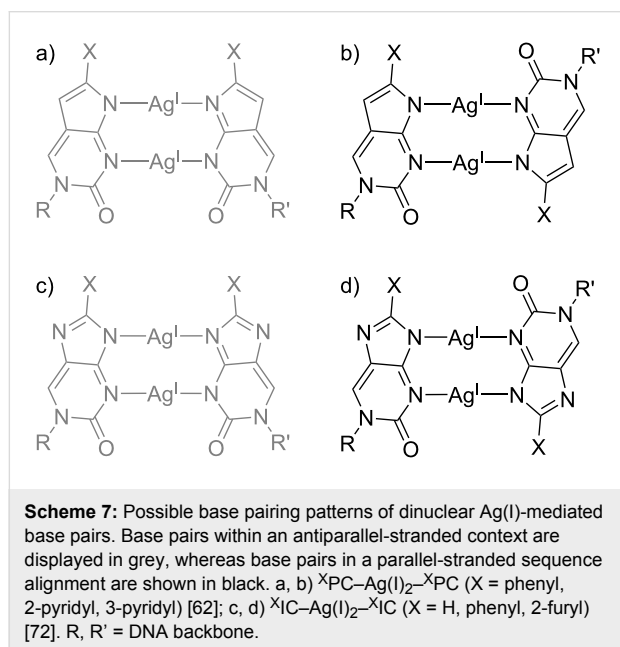 a) X X b) X O R'
N Ag^I N N Ag^I N N
N Ag^I N N Ag^I N
N N N
R O O R' R O X
c) X X d) X O R'
N N Ag^I N N N N Ag^I N N
N Ag^I N N Ag^I N N
N N N
R O O R' R O X
Scheme 7: Possible base pairing patterns of dinuclear Ag(I)-mediated
base pairs. Base pairs within an antiparallel-stranded context are
displayed in grey, whereas base pairs in a parallel-stranded sequence
alignment are shown in black. a, b) ^XPC–Ag(I)₂–^XPC (X = phenyl,
2-pyridyl, 3-pyridyl) [62]; c, d) ^XIC–Ag(I)₂–^XIC (X = H, phenyl, 2-furyl)
[72]. R, R' = DNA backbone.